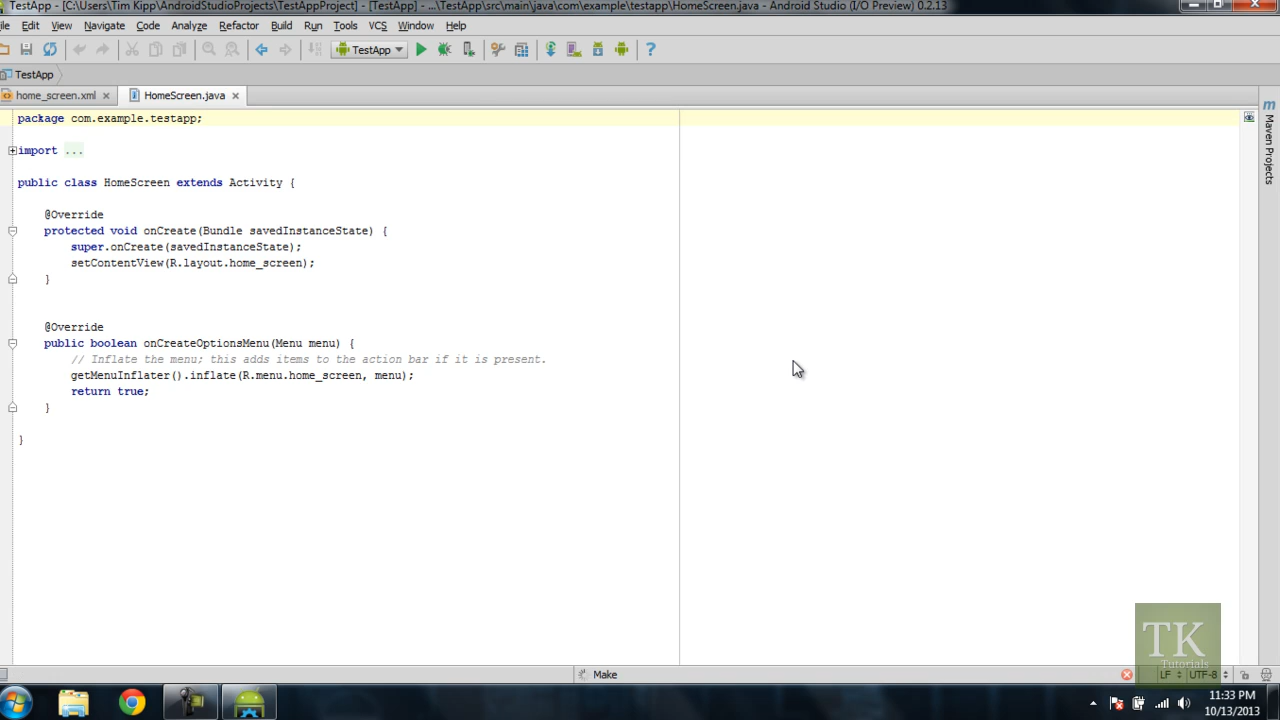 TestApp - [C:\Users\Tim Kipp\AndroidStudioProjects\TestAppProject] - [TestApp] - ...\TestApp\src\main\java\com\example\testapp\HomeScreen.java - Android Studio (I/O Preview) 0.2.13
Edit View Navigate Code Analyze Refactor Build Run Tools VCS Window Help
TestApp
TestApp
home_screen.xml HomeScreen.java
package com.example.testapp;
import ...
public class HomeScreen extends Activity {
@Override
protected void onCreate(Bundle savedInstanceState) {
super.onCreate(savedInstanceState);
setContentView(R.layout.home_screen);
}
@Override
public boolean onCreateOptionsMenu(Menu menu) {
// Inflate the menu; this adds items to the action bar if it is present.
getMenuInflater().inflate(R.menu.home_screen, menu);
return true;
}
}
m Maven Projects
TK
Tutorials
Make
LF UTF-8
11:33 PM
10/13/2013